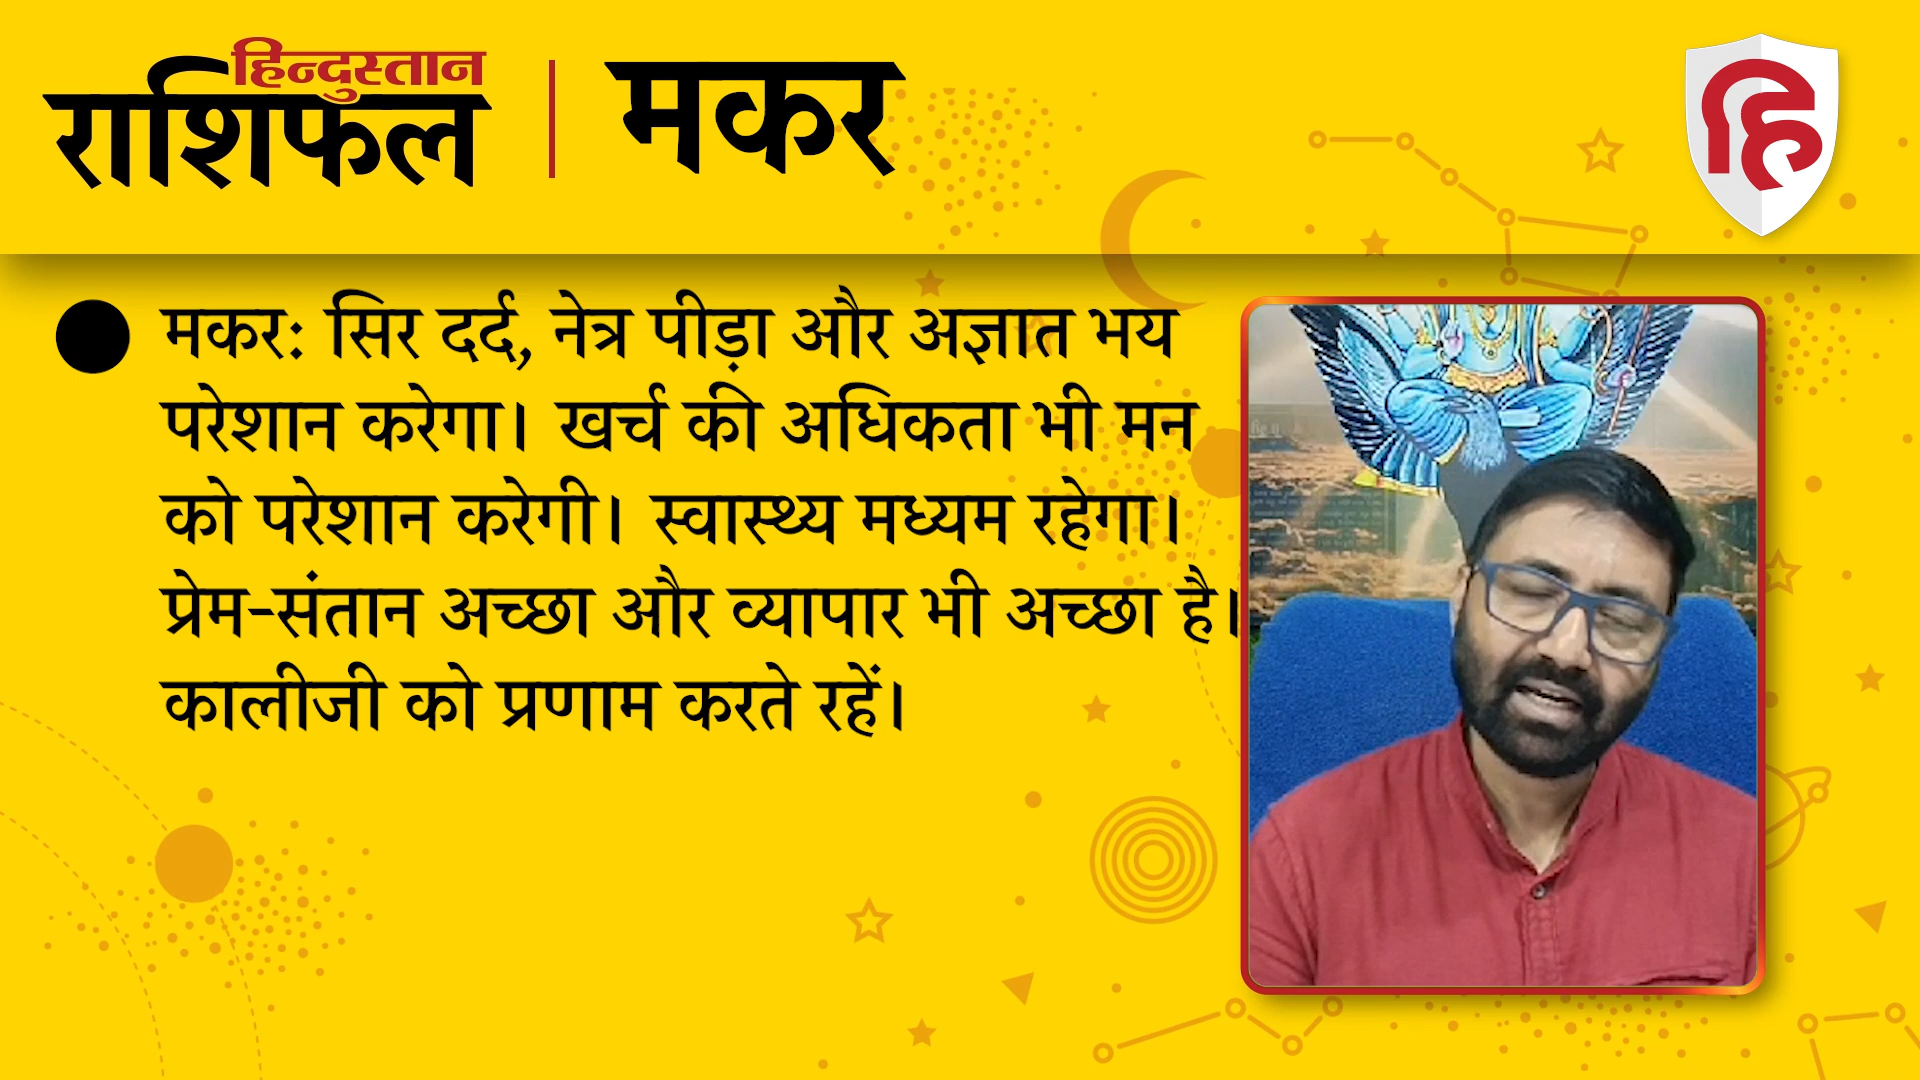 हिन्दुस्तान
राशिफल | मकर
हि
मकर: सिर दर्द, नेत्र पीड़ा और अज्ञात भय
परेशान करेगा। खर्च की अधिकता भी मन
को परेशान करेगी। स्वास्थ्य मध्यम रहेगा।
प्रेम-संतान अच्छा और व्यापार भी अच्छा है।
कालीजी को प्रणाम करते रहें।